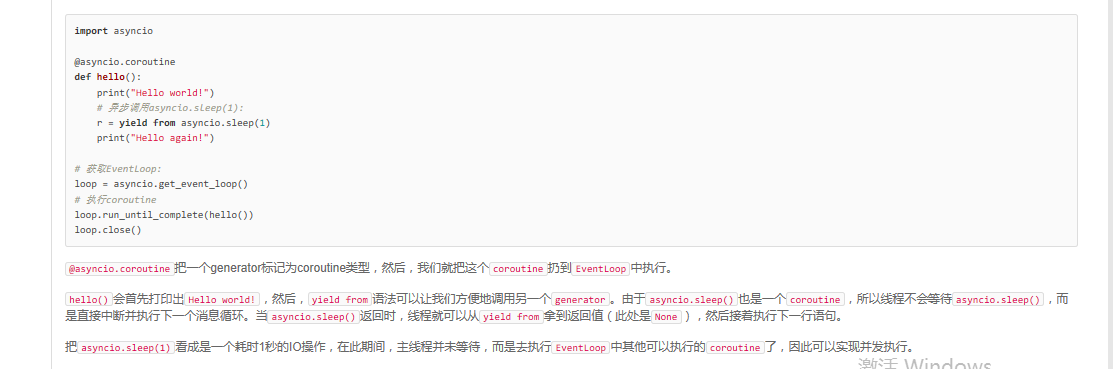 import asyncio
@asyncio.coroutine
def hello():
    print("Hello world!")
    # 异步调用asyncio.sleep(1):
    r = yield from asyncio.sleep(1)
    print("Hello again!")
# 获取EventLoop:
loop = asyncio.get_event_loop()
# 执行coroutine
loop.run_until_complete(hello())
loop.close()
@asyncio.coroutine把一个generator标记为coroutine类型，然后，我们就把这个coroutine扔到EventLoop中执行。
hello()会首先打印出Hello world!，然后，yield from语法可以让我们方便地调用另一个generator。由于asyncio.sleep()也是一个coroutine，所以线程不会等待asyncio.sleep()，而
是直接中断并执行下一个消息循环。当asyncio.sleep()返回时，线程就可以从yield from拿到返回值（此处是None），然后接着执行下一行语句。
把asyncio.sleep(1)看成是一个耗时1秒的IO操作，在此期间，主线程并未等待，而是去执行EventLoop中其他可以执行的coroutine了，因此可以实现并发执行。
激活 Windows